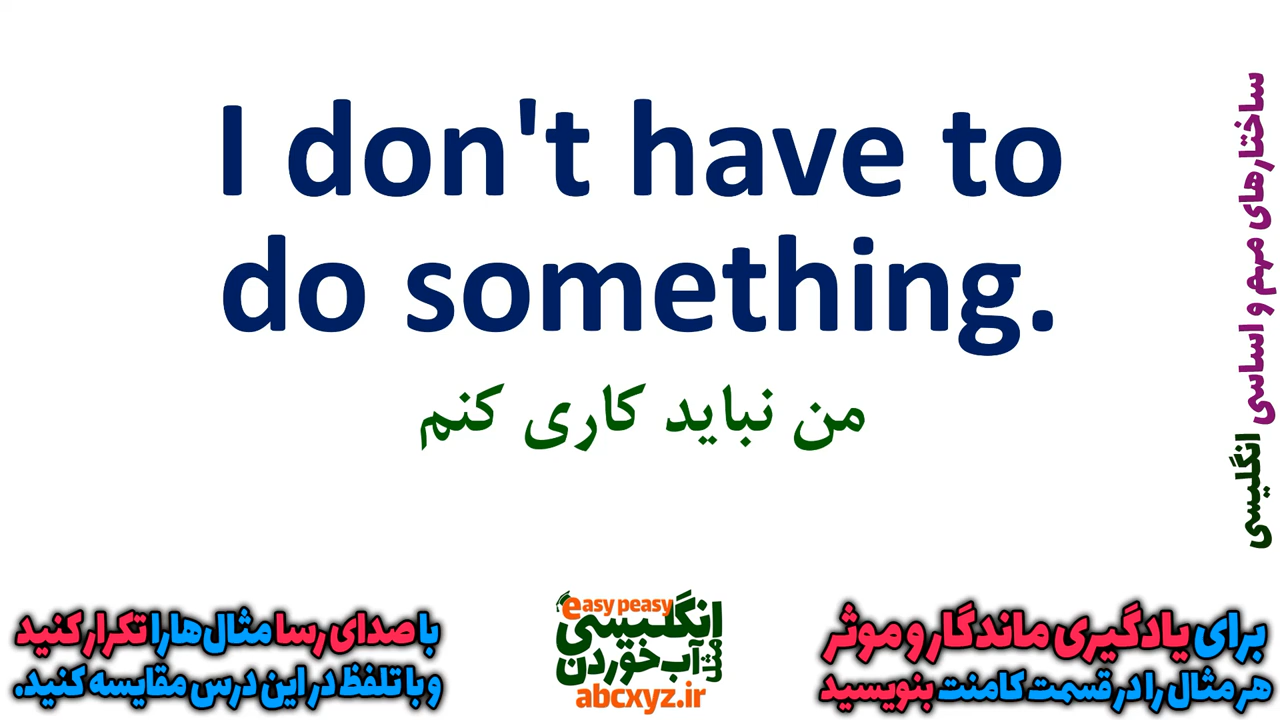 I don't have to
do something.
من نباید کاری کنم
ساختارهای مهم و اساسی انگلیسی
با صدای رسا مثال‌ها را تکرار کنید
و با تلفظ در این درس مقایسه کنید.
easy peasy
انگلیسی
مثل
آب خوردن
abcxyz.ir
برای یادگیری ماندگار و موثر
هر مثال را در قسمت کامنت بنویسید